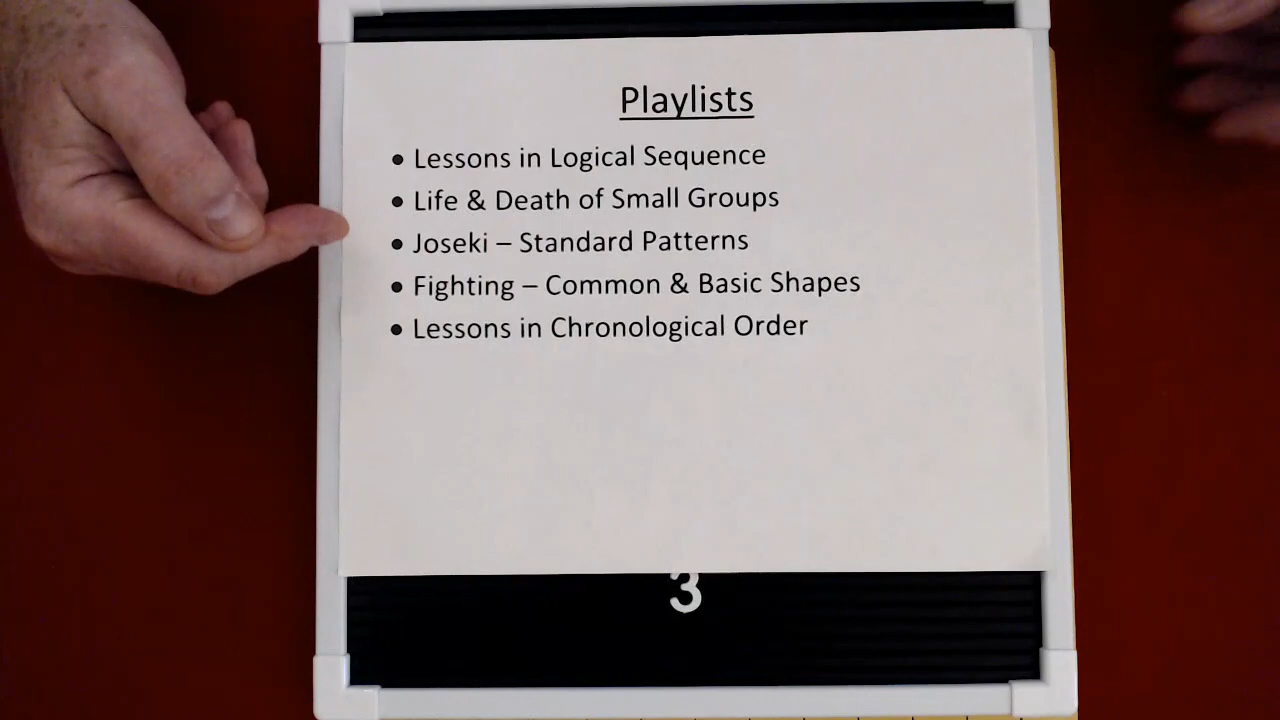 Playlists
• Lessons in Logical Sequence
• Life & Death of Small Groups
• Joseki – Standard Patterns
• Fighting – Common & Basic Shapes
• Lessons in Chronological Order
3